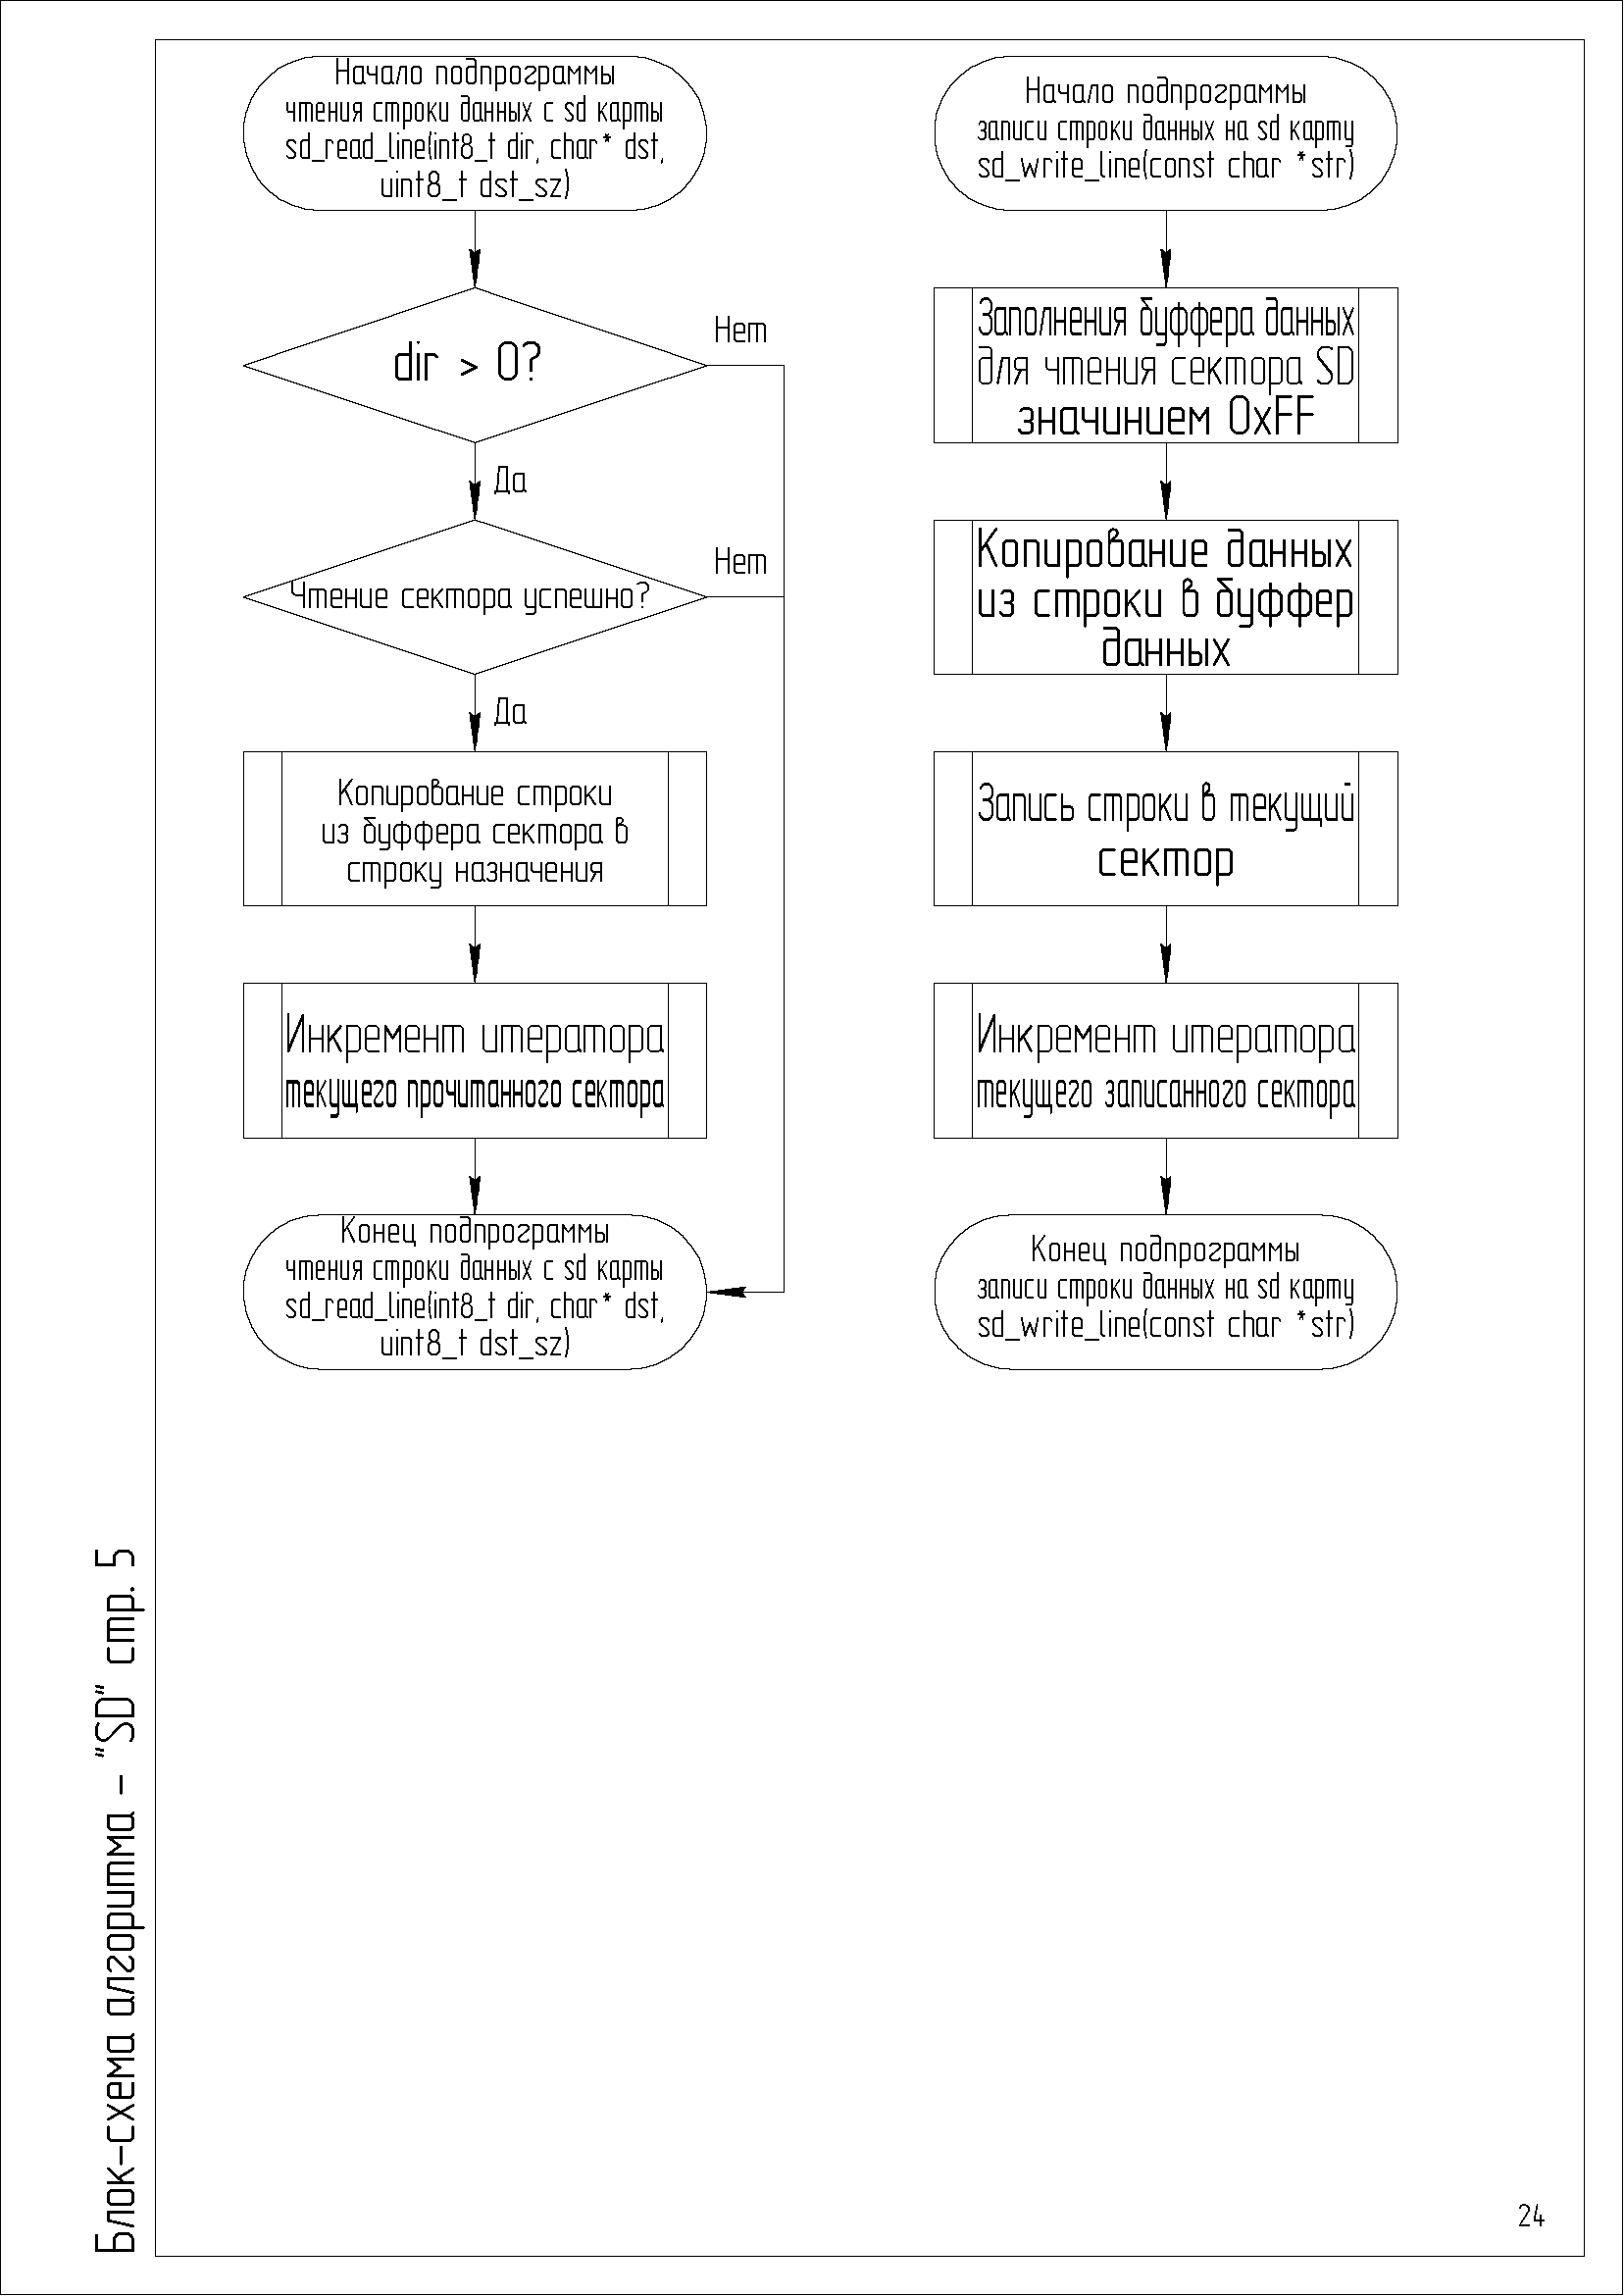 Начало подпрограммы
чтения строки данных с sd карты
sd_read_line(int8_t dir, char* dst,
uint8_t dst_sz)
dir > 0?
Нет
Да
Чтение сектора успешно?
Нет
Да
Копирование строки
из буффера сектора в
строку назначения
Инкремент итератора
текущего прочитанного сектора
Конец подпрограммы
чтения строки данных с sd карты
sd_read_line(int8_t dir, char* dst,
uint8_t dst_sz)
Начало подпрограммы
записи строки данных на sd карту
sd_write_line(const char *str)
Заполнения буффера данных
для чтения сектора SD
значинием 0xFF
Копирование данных
из строки в буффер
данных
Запись строки в текущий
сектор
Инкремент итератора
текущего записанного сектора
Конец подпрограммы
записи строки данных на sd карту
sd_write_line(const char *str)
Блок-схема алгоритма - "SD" стр. 5
24